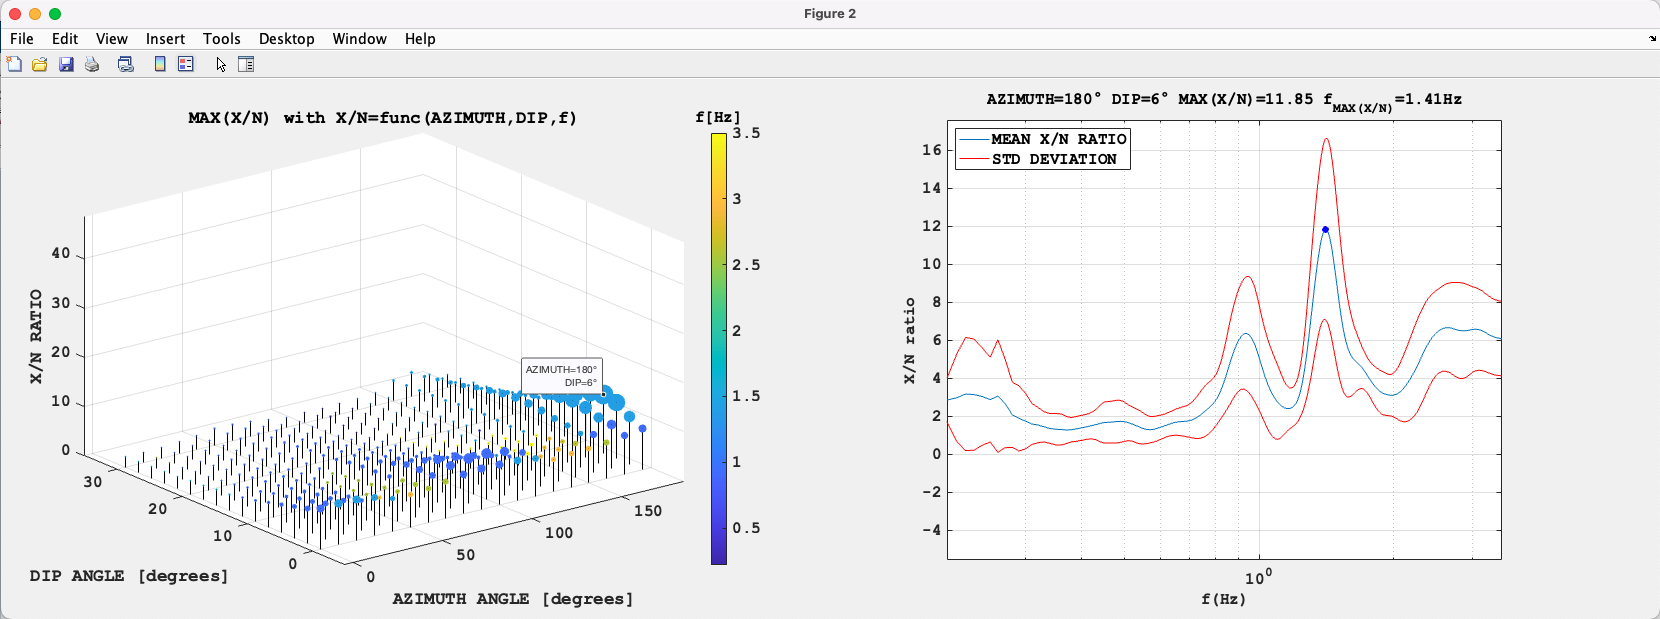 Figure 2
File Edit View Insert Tools Desktop Window Help
MAX(X/N) with X/N=func(AZIMUTH,DIP,f)
f[Hz]
X/N RATIO
40
30
20
10
0
30
20
10
0
DIP ANGLE [degrees]
0
50
100
150
AZIMUTH ANGLE [degrees]
AZIMUTH=180°
DIP=6°
3.5
3
2.5
2
1.5
1
0.5
AZIMUTH=180° DIP=6° MAX(X/N)=11.85 fMAX(X/N)=1.41Hz
MEAN X/N RATIO
STD DEVIATION
X/N ratio
16
14
12
10
8
6
4
2
0
-2
-4
10^0
f(Hz)